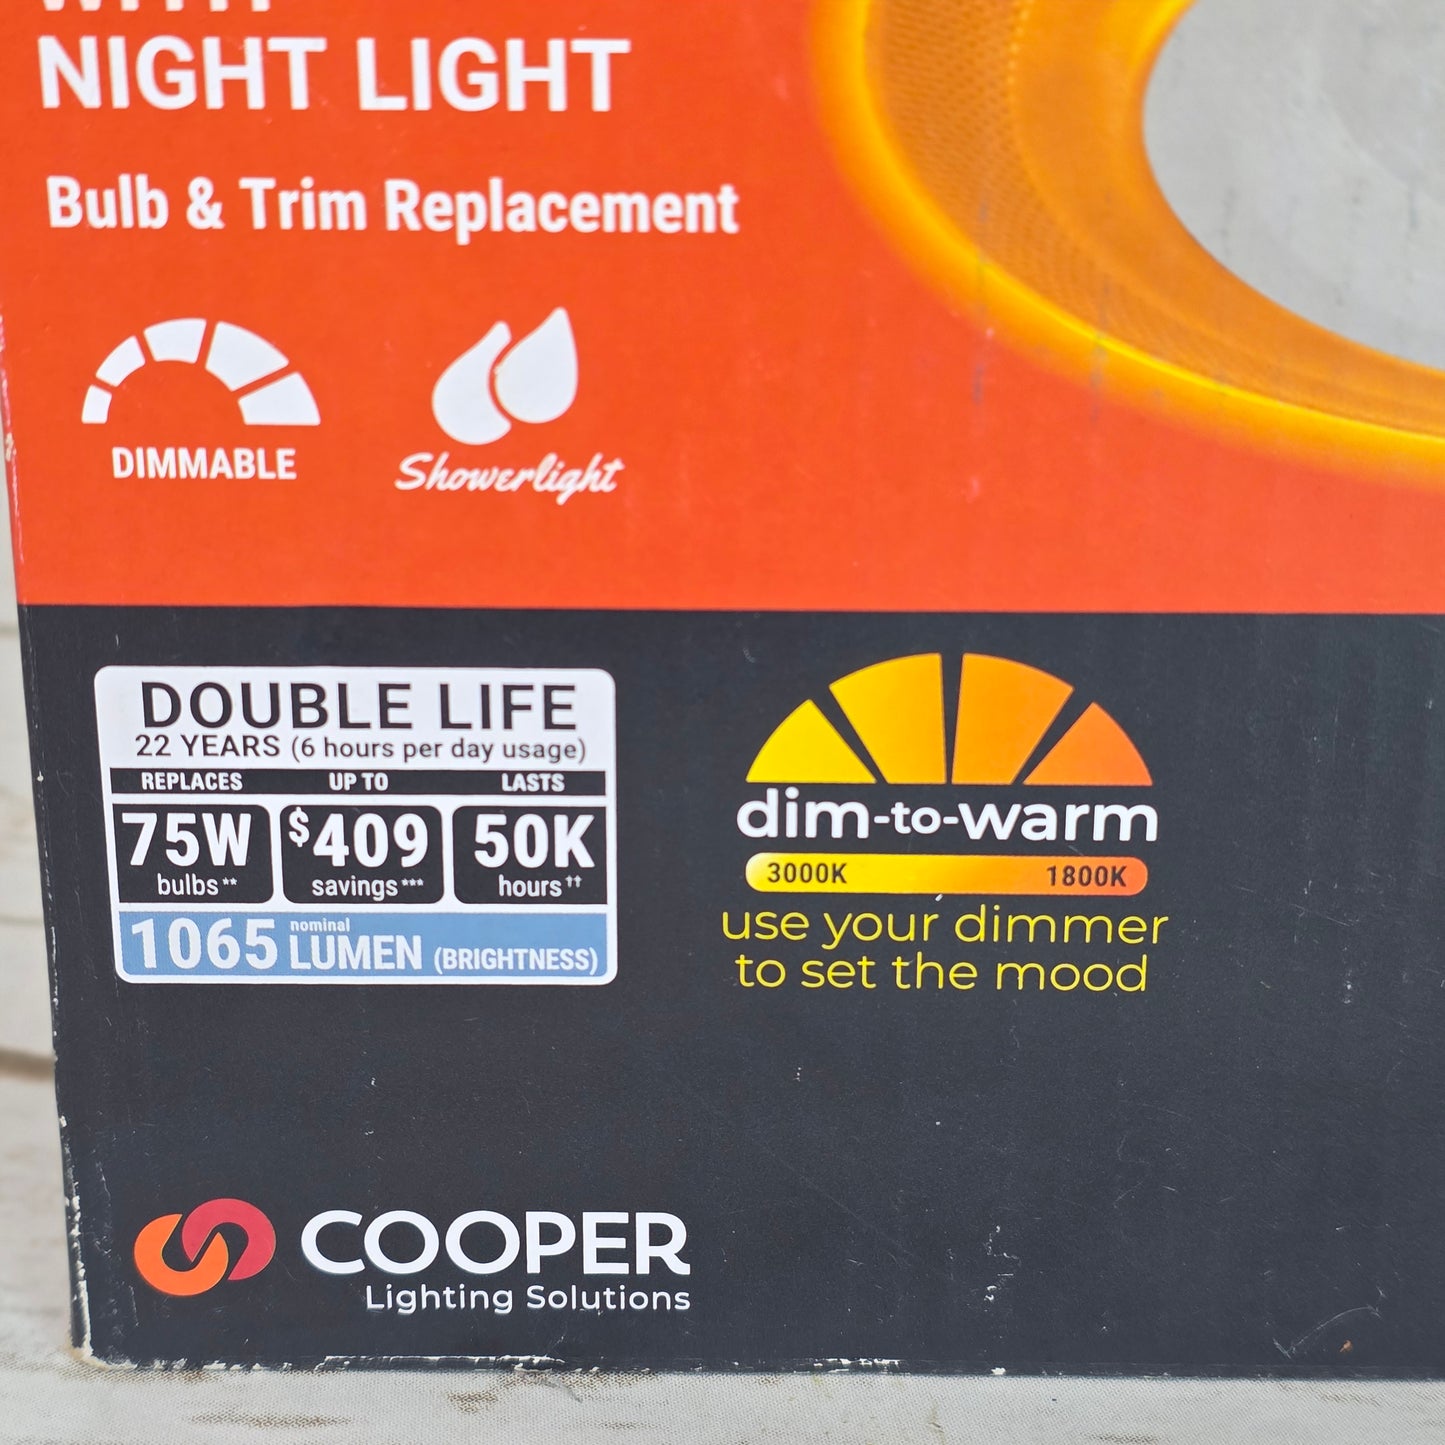 WITH
NIGHT LIGHT
Bulb & Trim Replacement
DIMMABLE
Showerlight
DOUBLE LIFE
22 YEARS (6 hours per day usage)
REPLACES UP TO LASTS
75W $409 50K
bulbs** savings*** hours††
1065 nominal LUMEN (BRIGHTNESS)
dim-to-warm
3000K 1800K
use your dimmer
to set the mood
COOPER
Lighting Solutions